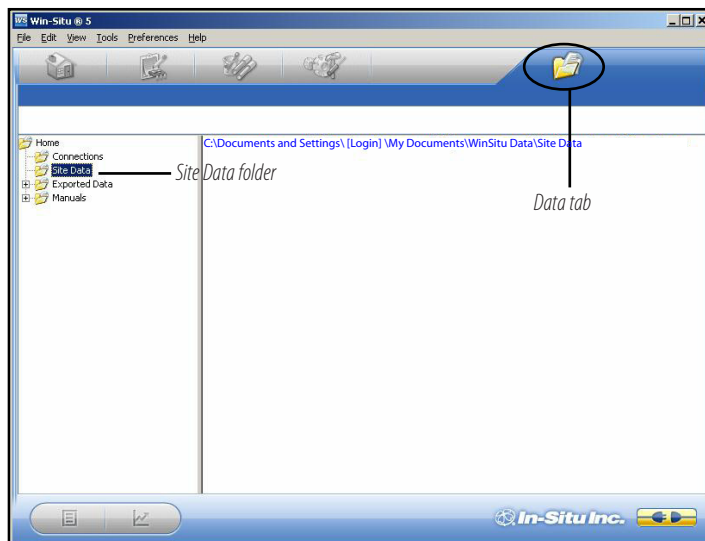 WS Win-Situ ® 5
File Edit View Tools Preferences Help
Home
Connections
Site Data
Exported Data
Manuals
C:\Documents and Settings\ [Login] \My Documents\WinSitu Data\Site Data
Site Data folder
Data tab
In-Situ Inc.